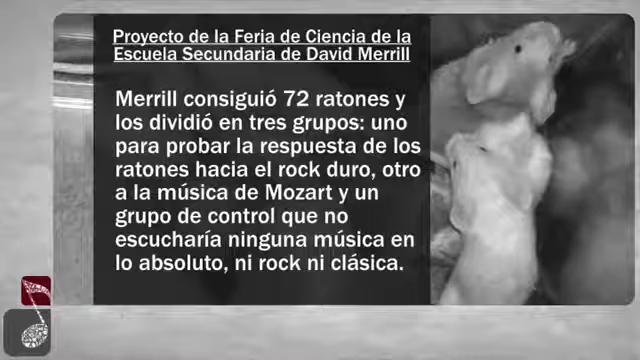 Proyecto de la Feria de Ciencia de la
Escuela Secundaria de David Merrill
Merrill consiguió 72 ratones y
los dividió en tres grupos: uno
para probar la respuesta de los
ratones hacia el rock duro, otro
a la música de Mozart y un
grupo de control que no
escucharía ninguna música en
lo absoluto, ni rock ni clásica.